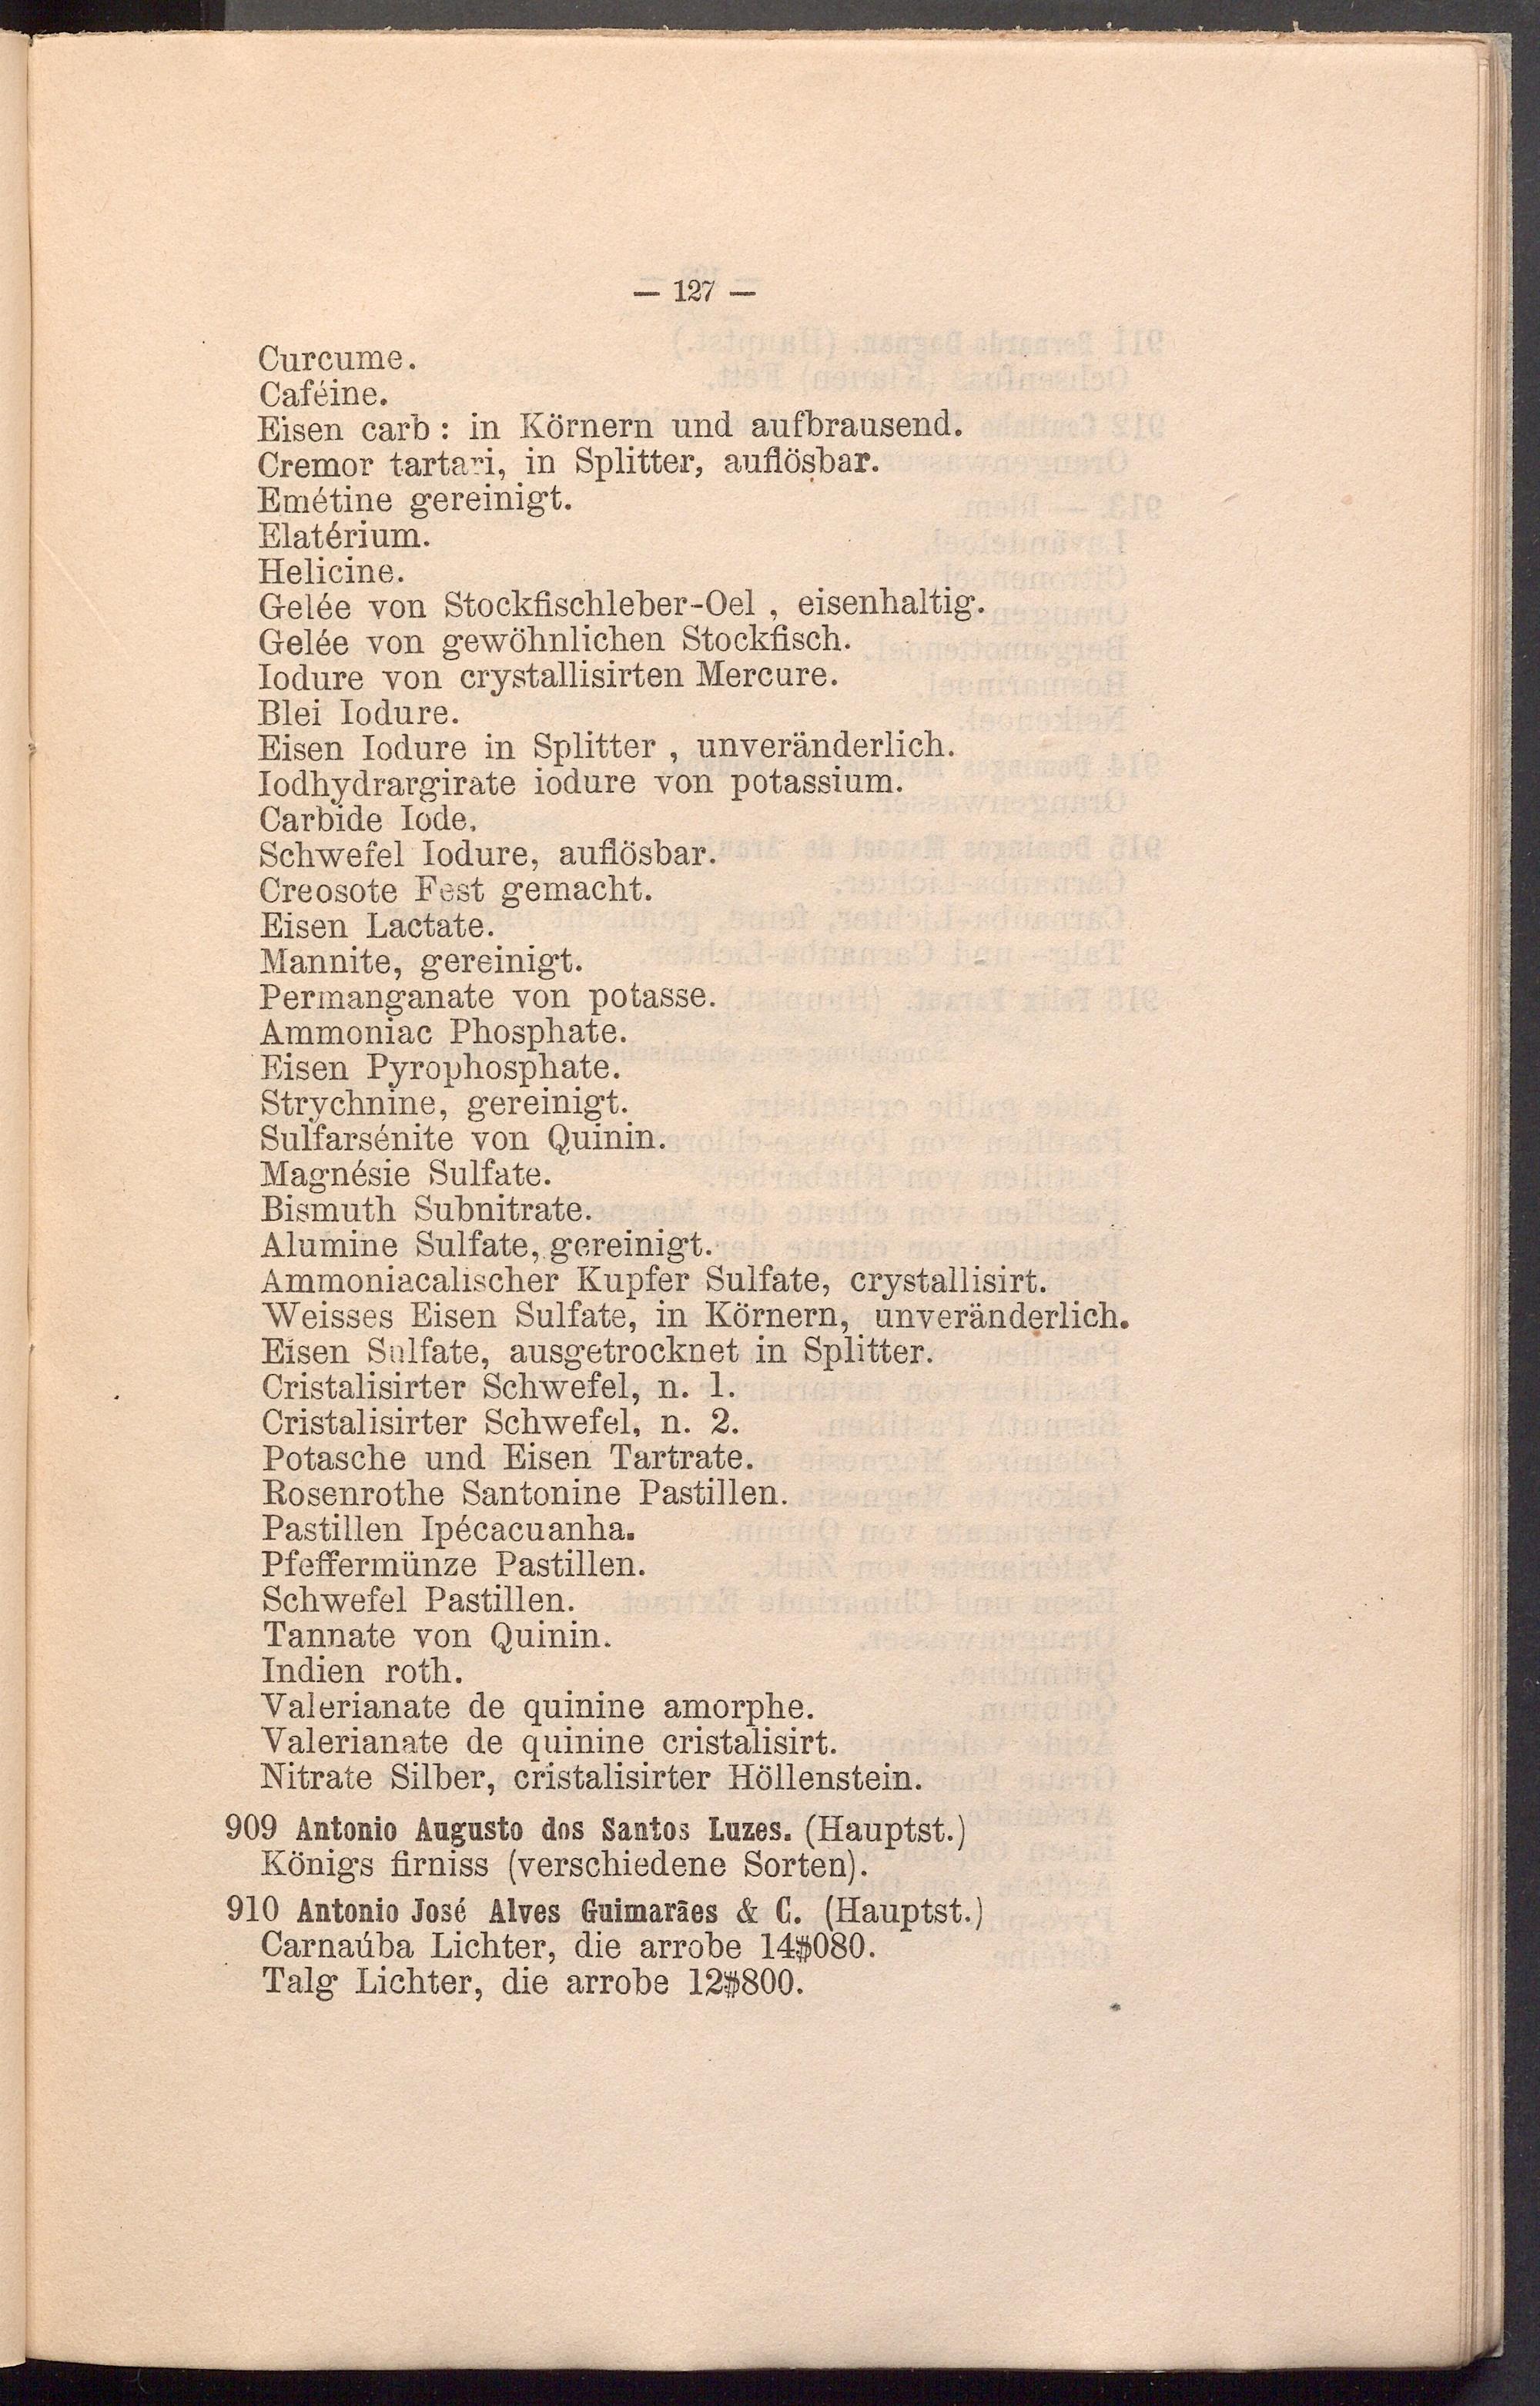 — 127 —
Curcume.
Caféine.
Eisen carb : in Körnern und aufbrausend.
Cremor tartari, in Splitter, auflösbar.
Emétine gereinigt.
Elatérium.
Helicine.
Gelée von Stockfischleber-Oel , eisenhaltig.
Gelée von gewöhnlichen Stockfisch.
Iodure von crystallisirten Mercure.
Blei Iodure.
Eisen Iodure in Splitter , unveränderlich.
Iodhydrargirate iodure von potassium.
Carbide Iode.
Schwefel Iodure, auflösbar.
Creosote Fest gemacht.
Eisen Lactate.
Mannite, gereinigt.
Permanganate von potasse.
Ammoniac Phosphate.
Eisen Pyrophosphate.
Strychnine, gereinigt.
Sulfarsénite von Quinin.
Magnésie Sulfate.
Bismuth Subnitrate.
Alumine Sulfate, gereinigt.
Ammoniacalischer Kupfer Sulfate, crystallisirt.
Weisses Eisen Sulfate, in Körnern, unveränderlich.
Eisen Sulfate, ausgetrocknet in Splitter.
Cristalisirter Schwefel, n. 1.
Cristalisirter Schwefel, n. 2.
Potasche und Eisen Tartrate.
Rosenrothe Santonine Pastillen.
Pastillen Ipécacuanha.
Pfeffermünze Pastillen.
Schwefel Pastillen.
Tannate von Quinin.
Indien roth.
Valerianate de quinine amorphe.
Valerianate de quinine cristalisirt.
Nitrate Silber, cristalisirter Höllenstein.
909 Antonio Augusto dos Santos Luzes. (Hauptst.)
Königs firniss (verschiedene Sorten).
910 Antonio José Alves Guimarães & C. (Hauptst.)
Carnaúba Lichter, die arrobe 14$080.
Talg Lichter, die arrobe 12$800.